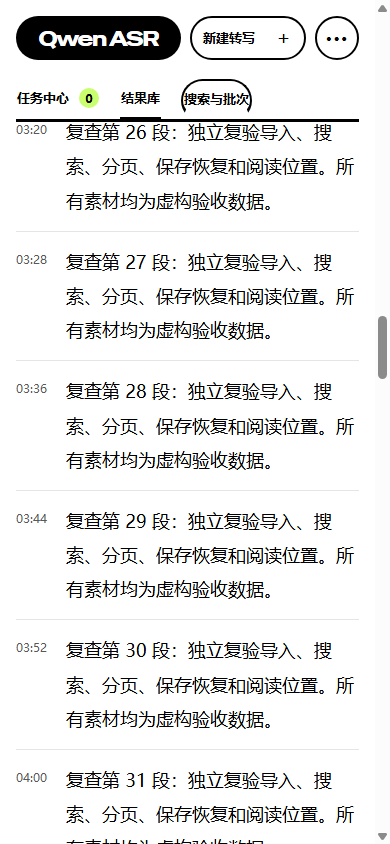 Qwen ASR
新建转写 +
任务中心 0 结果库 搜索与批次
03:20 复查第 26 段：独立复验导入、搜
索、分页、保存恢复和阅读位置。所
有素材均为虚构验收数据。
03:28 复查第 27 段：独立复验导入、搜
索、分页、保存恢复和阅读位置。所
有素材均为虚构验收数据。
03:36 复查第 28 段：独立复验导入、搜
索、分页、保存恢复和阅读位置。所
有素材均为虚构验收数据。
03:44 复查第 29 段：独立复验导入、搜
索、分页、保存恢复和阅读位置。所
有素材均为虚构验收数据。
03:52 复查第 30 段：独立复验导入、搜
索、分页、保存恢复和阅读位置。所
有素材均为虚构验收数据。
04:00 复查第 31 段：独立复验导入、搜
索、分页、保存恢复和阅读位置。所